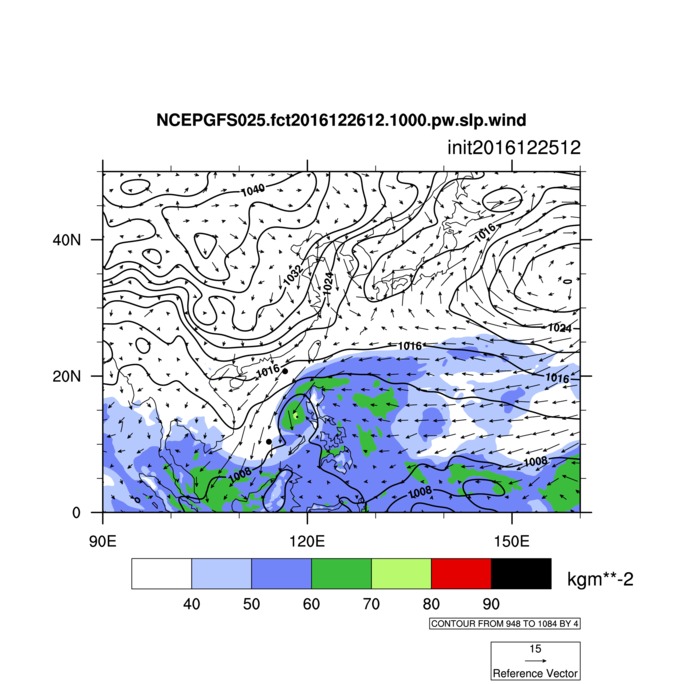 NCEPGFS025.fct2016122612.1000.pw.slp.wind
init2016122512
1040
1016
40N
1032
1024
1024
1016
1016
1016
20N
1008
1008
1008
0
90E 120E 150E
40 50 60 70 80 90
kgm**-2
CONTOUR FROM 948 TO 1084 BY 4
15
Reference Vector